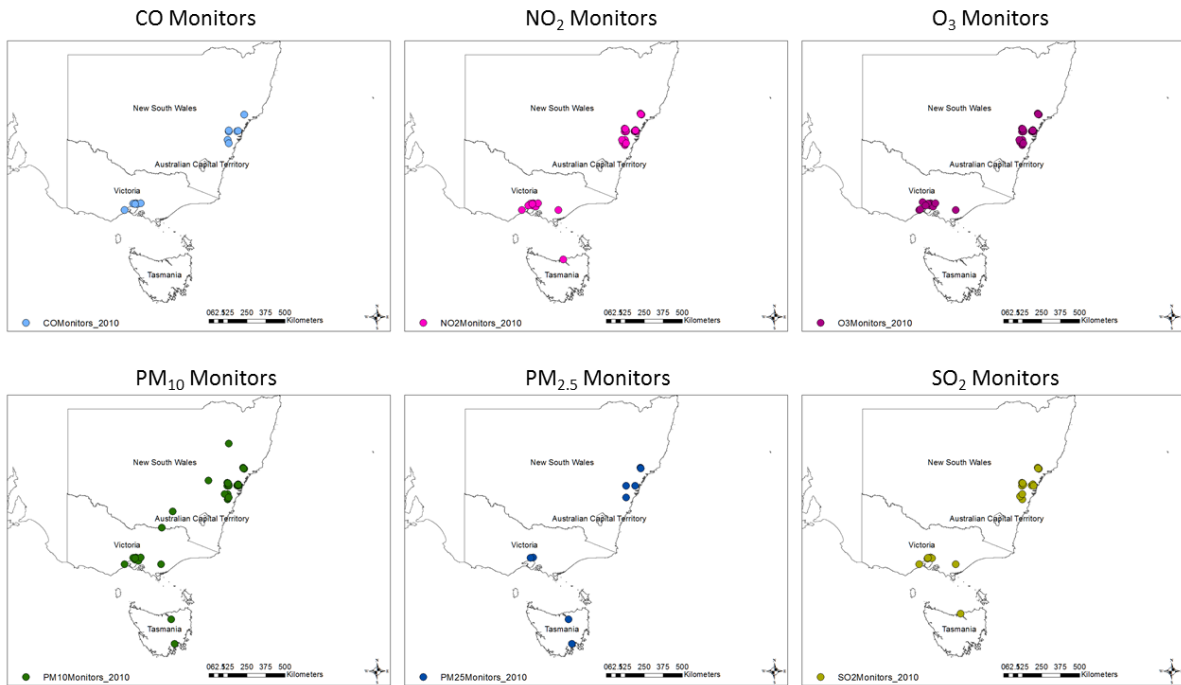 CO Monitors
NO₂ Monitors
O₃ Monitors
New South Wales
Australian Capital Territory
Victoria
Tasmania
COMonitors_2010
062.5125 250 375 500
Kilometers
New South Wales
Australian Capital Territory
Victoria
Tasmania
NO2Monitors_2010
062.5125 250 375 500
Kilometers
New South Wales
Australian Capital Territory
Victoria
Tasmania
O3Monitors_2010
062.5125 250 375 500
Kilometers
PM₁₀ Monitors
PM₂.₅ Monitors
SO₂ Monitors
New South Wales
Australian Capital Territory
Victoria
Tasmania
PM10Monitors_2010
062.5125 250 375 500
Kilometers
New South Wales
Australian Capital Territory
Victoria
Tasmania
PM25Monitors_2010
062.5125 250 375 500
Kilometers
New South Wales
Australian Capital Territory
Victoria
Tasmania
SO2Monitors_2010
062.5125 250 375 500
Kilometers